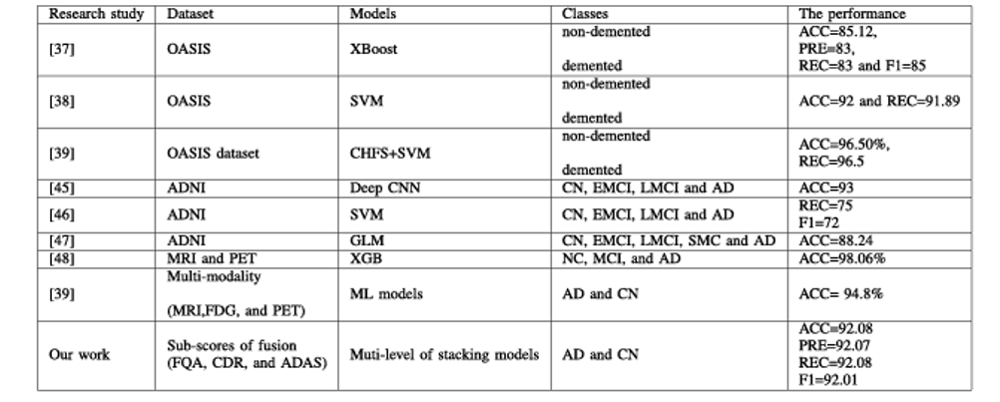 Research study Dataset Models Classes The performance
[37] OASIS XBoost non-demented demented ACC=85.12, PRE=83, REC=83 and F1=85
[38] OASIS SVM non-demented demented ACC=92 and REC=91.89
[39] OASIS dataset CHFS+SVM non-demented demented ACC=96.50%, REC=96.5
[45] ADNI Deep CNN CN, EMCI, LMCI and AD ACC=93
[46] ADNI SVM CN, EMCI, LMCI and AD REC=75 F1=72
[47] ADNI GLM CN, EMCI, LMCI, SMC and AD ACC=88.24
[48] MRI and PET XGB NC, MCI, and AD ACC=98.06%
[39] Multi-modality (MRI,FDG, and PET) ML models AD and CN ACC= 94.8%
Our work Sub-scores of fusion (FQA, CDR, and ADAS) Muti-level of stacking models AD and CN ACC=92.08 PRE=92.07 REC=92.08 F1=92.01